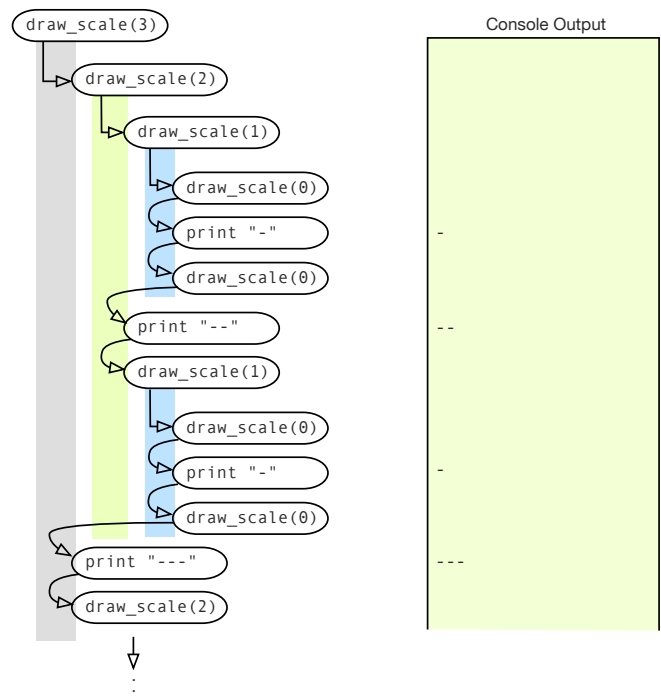 draw_scale(3)
Console Output
draw_scale(2)
draw_scale(1)
draw_scale(0)
print "-"
-
draw_scale(0)
print "--"
--
draw_scale(1)
draw_scale(0)
print "-"
-
draw_scale(0)
print "---"
---
draw_scale(2)